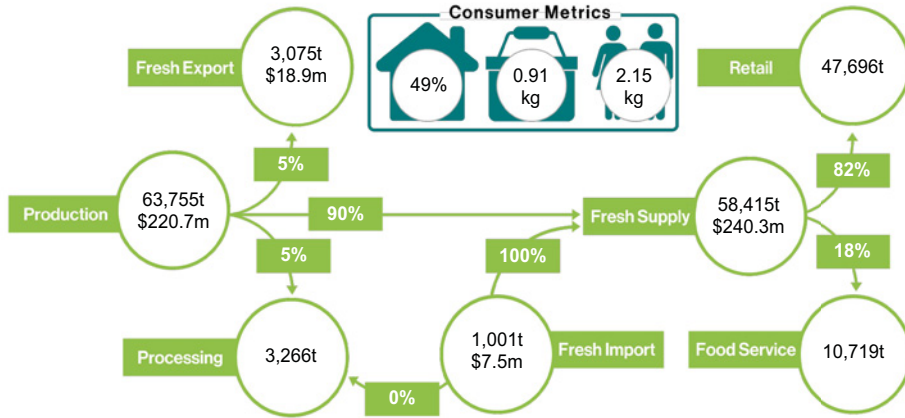 Consumer Metrics
Fresh Export
3,075t
$18.9m
49%
0.91
kg
2.15
kg
Retail
47,696t
5%
82%
Production
63,755t
$220.7m
90%
Fresh Supply
58,415t
$240.3m
5%
100%
18%
Processing
3,266t
1,001t
$7.5m
Fresh Import
Food Service
10,719t
0%